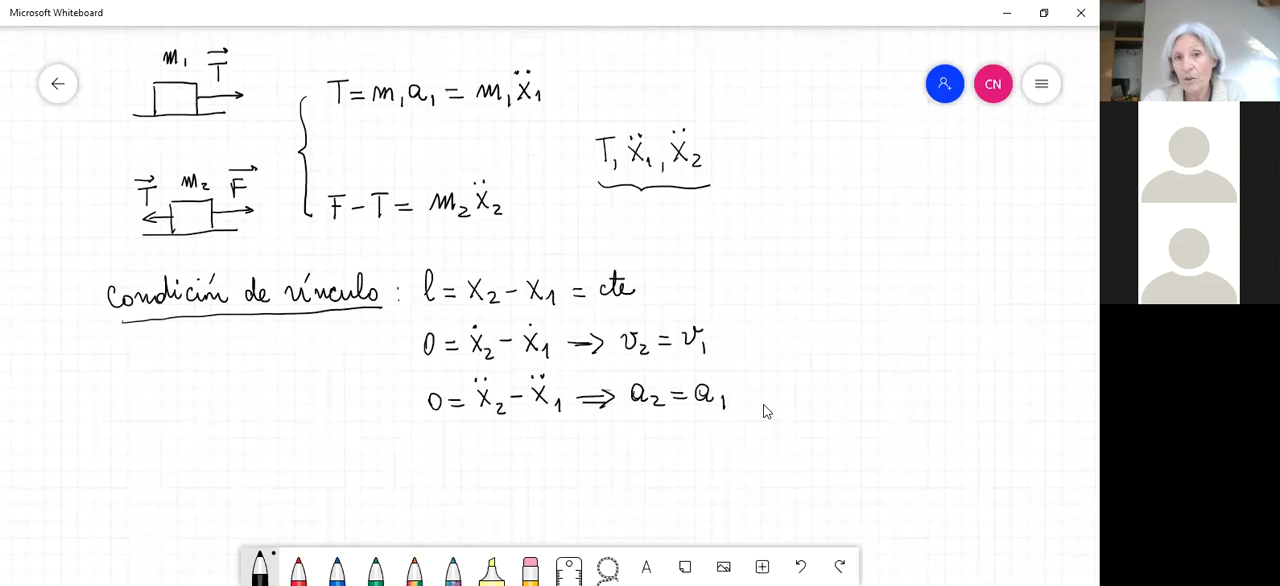 Microsoft Whiteboard
m₁ T⃗
T = m₁a₁ = m₁ẍ₁
CN
T, ẍ₁, ẍ₂
T⃗ m₂ F⃗
F - T = m₂ẍ₂
condición de vínculo : l = x₂ - x₁ = cte
0 = ẋ₂ - ẋ₁ → v₂ = v₁
0 = ẍ₂ - ẍ₁ ⇒ a₂ = a₁
A